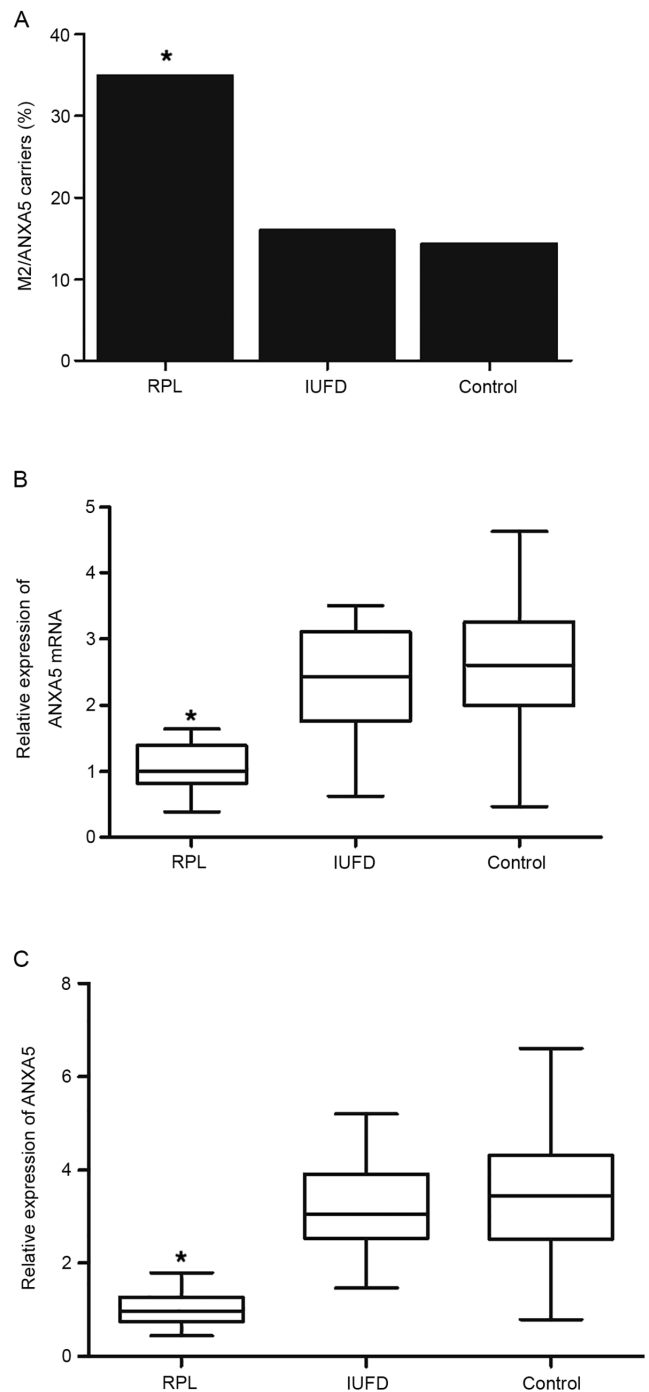 A
M2/ANXA5 carriers (%)
40
30
20
10
0
*
RPL
IUFD
Control
B
Relative expression of
ANXA5 mRNA
5
4
3
2
1
0
*
RPL
IUFD
Control
C
Relative expression of ANXA5
8
6
4
2
0
*
RPL
IUFD
Control